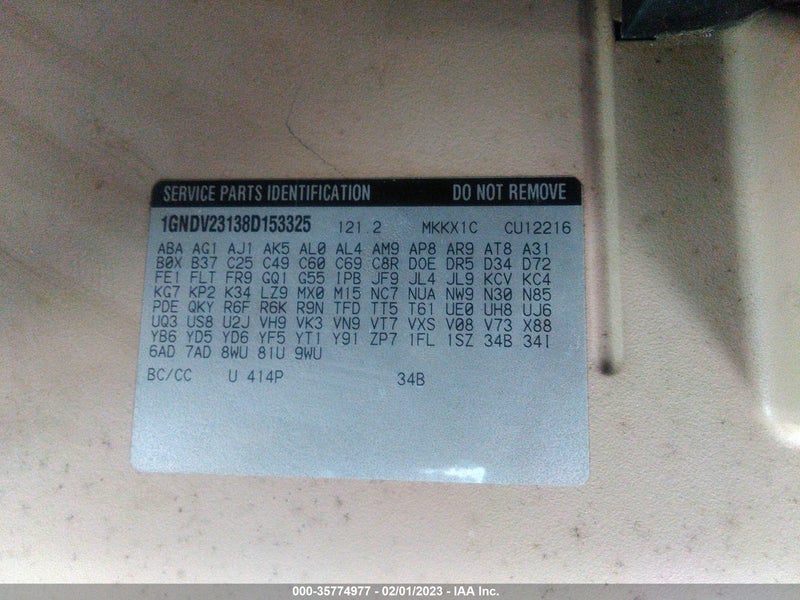 SERVICE PARTS IDENTIFICATION DO NOT REMOVE
1GNDV23138D153325 121.2 MKKX1C CU12216
ABA AG1 AJ1 AK5 AL0 AL4 AM9 AP8 AR9 AT8 A31
B0X B37 C25 C49 C60 C69 C8R D0E DR5 D34 D72
FE1 FLT FR9 GQ1 G55 IPB JF9 JL4 JL9 KCV KC4
KG7 KP2 K34 LZ9 MX0 M15 NC7 NUA NW9 N30 N85
PDE QKY R6F R6K R9N TFD TT5 T61 UE0 UH8 UJ6
UQ3 US8 U2J VH9 VK3 VN9 VT7 VXS V08 V73 X88
YB6 YD5 YD6 YF5 YT1 Y91 ZP7 1FL 1SZ 34B 34I
6AD 7AD 8WU 81U 9WU
BC/CC U 414P 34B
000-35774977 - 02/01/2023 - IAA Inc.